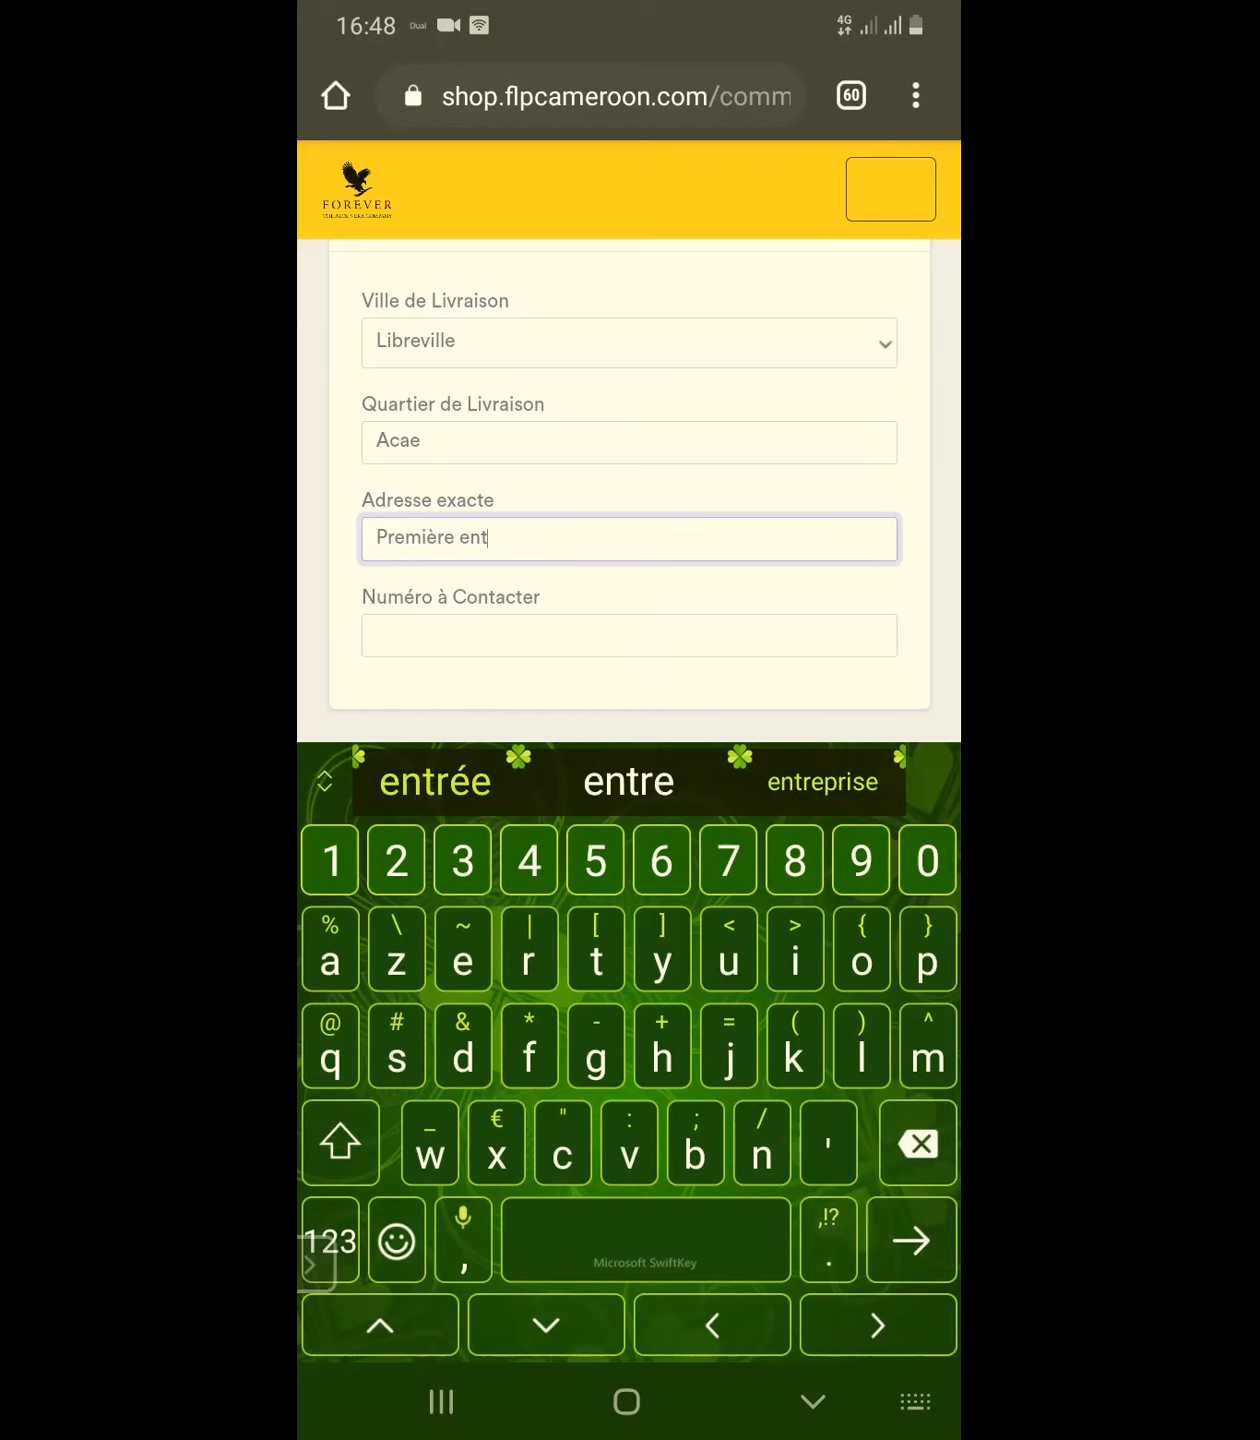 16:48 Dual 4G
shop.flpcameroon.com/comm 60
FOREVER
Ville de Livraison
Libreville
Quartier de Livraison
Acae
Adresse exacte
Première ent
Numéro à Contacter
entrée entre entreprise
1 2 3 4 5 6 7 8 9 0
% \ ~ | [ ] < > { }
a z e r t y u i o p
@ # & * - + = ( ) ^
q s d f g h j k l m
_ € " : ; /
w x c v b n '
,!?
123 , Microsoft SwiftKey .